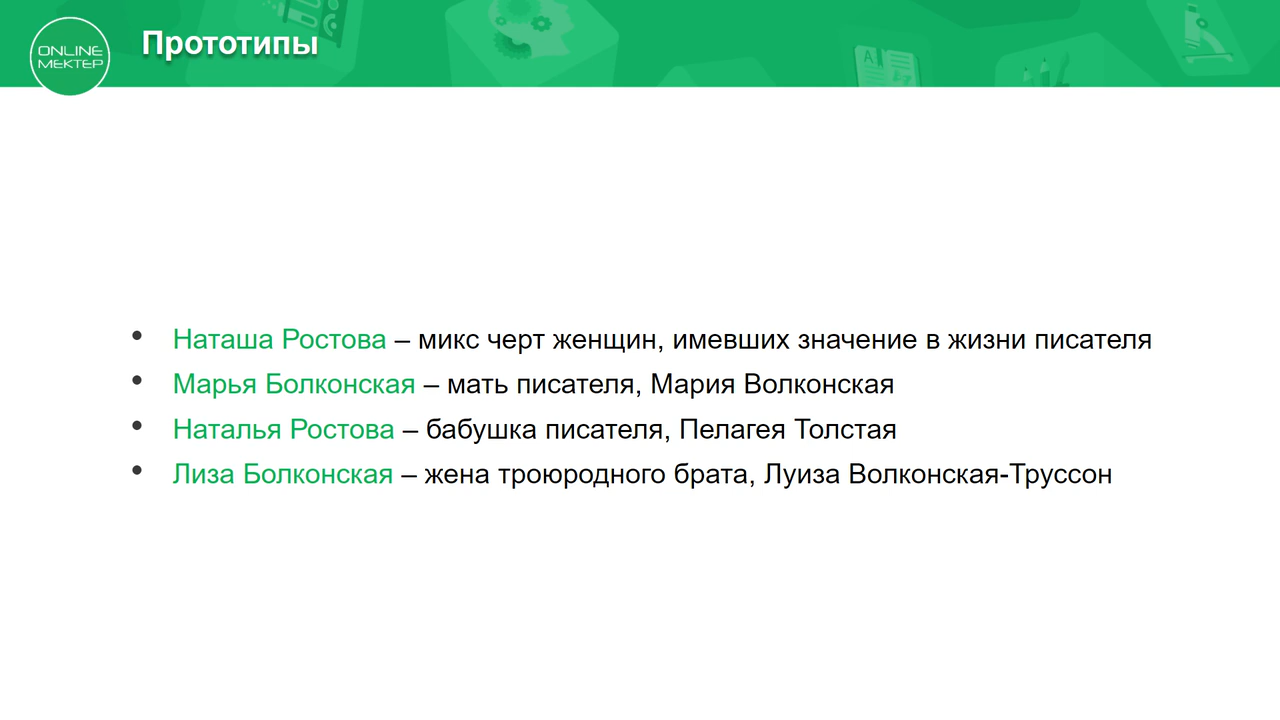 ONLINE
МЕКТЕР
Прототипы
• Наташа Ростова – микс черт женщин, имевших значение в жизни писателя
• Марья Болконская – мать писателя, Мария Волконская
• Наталья Ростова – бабушка писателя, Пелагея Толстая
• Лиза Болконская – жена троюродного брата, Луиза Волконская-Труссон